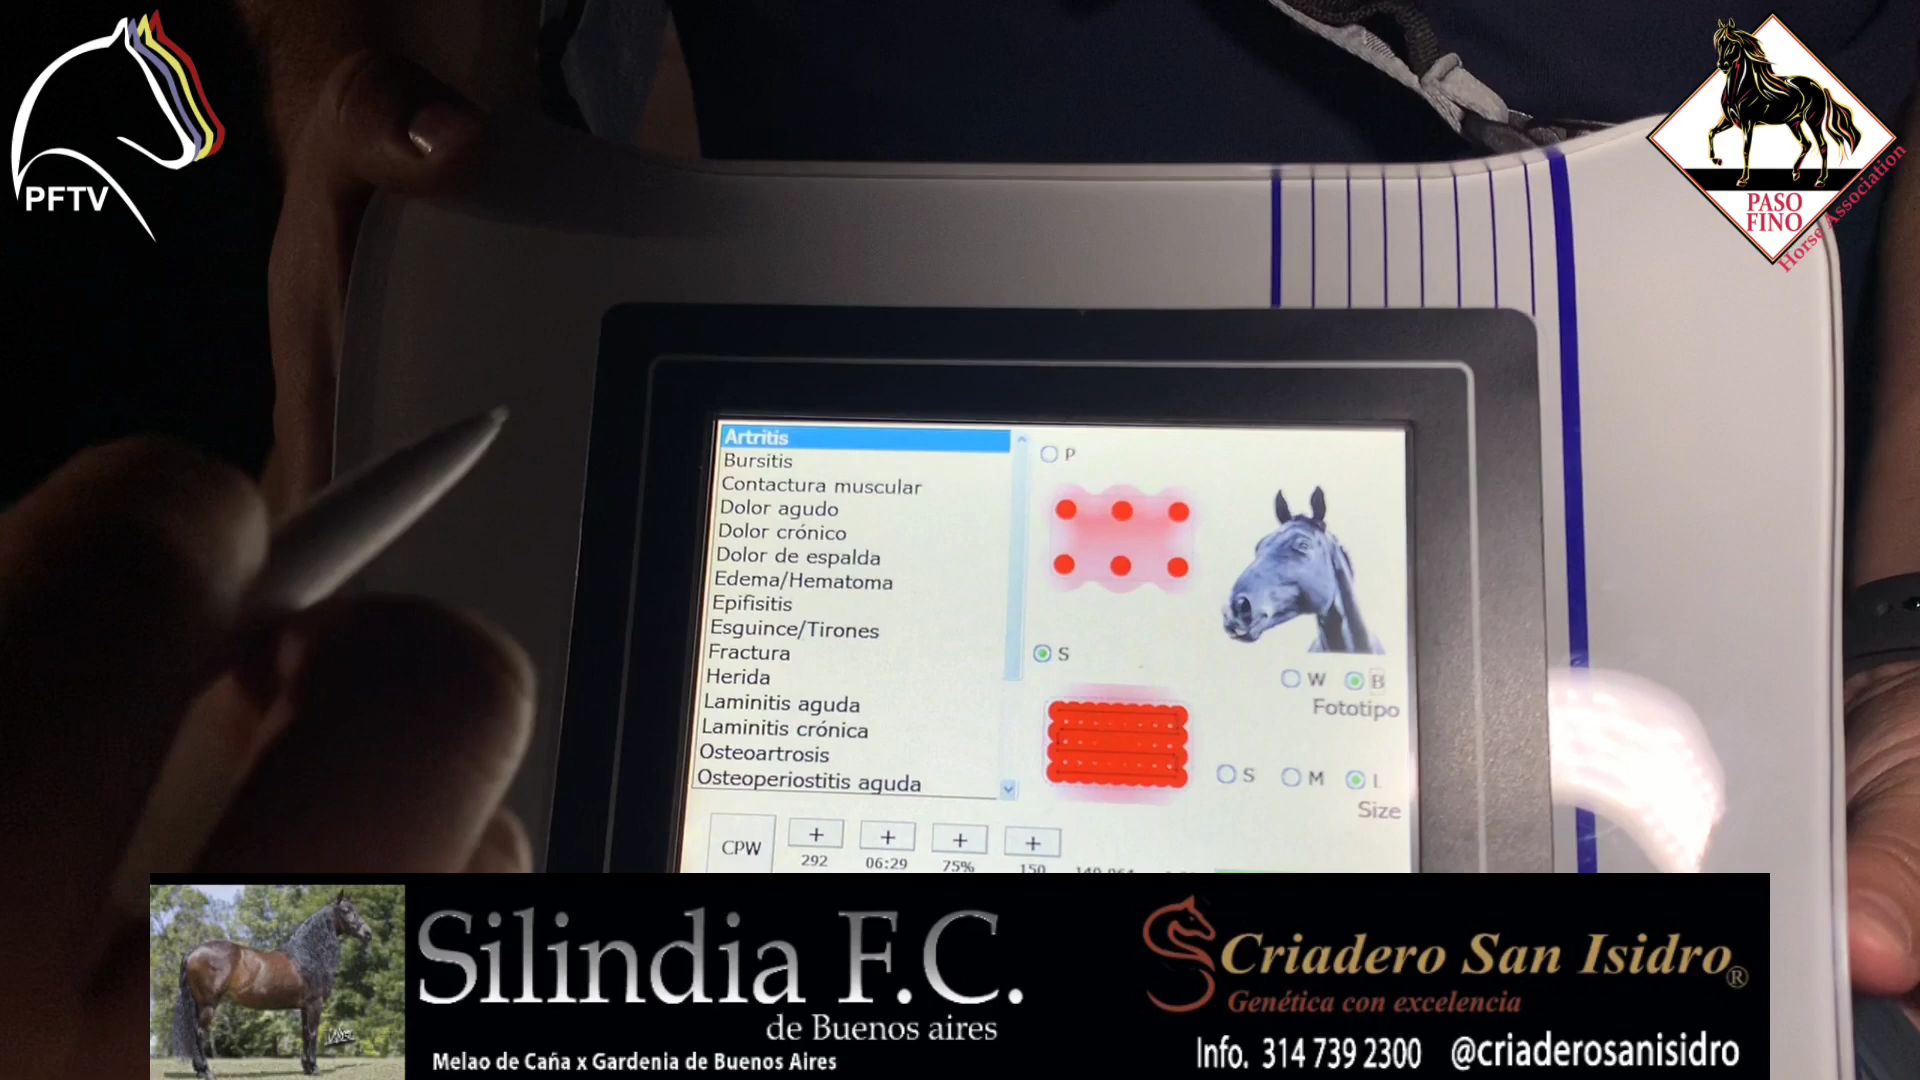 PFTV
PASO
FINO
Horse Association
Artritis
Bursitis
Contactura muscular
Dolor agudo
Dolor crónico
Dolor de espalda
Edema/Hematoma
Epifisitis
Esguince/Tirones
Fractura
Herida
Laminitis aguda
Laminitis crónica
Osteoartrosis
Osteoperiostitis aguda
P
S
W B
Fototipo
S M L
Size
CPW
+ + + +
292 06:29 75% 150
Silindia F.C.
de Buenos aires
Melao de Caña x Gardenia de Buenos Aires
Criadero San Isidro®
Genética con excelencia
Info. 314 739 2300 @criaderosanisidro